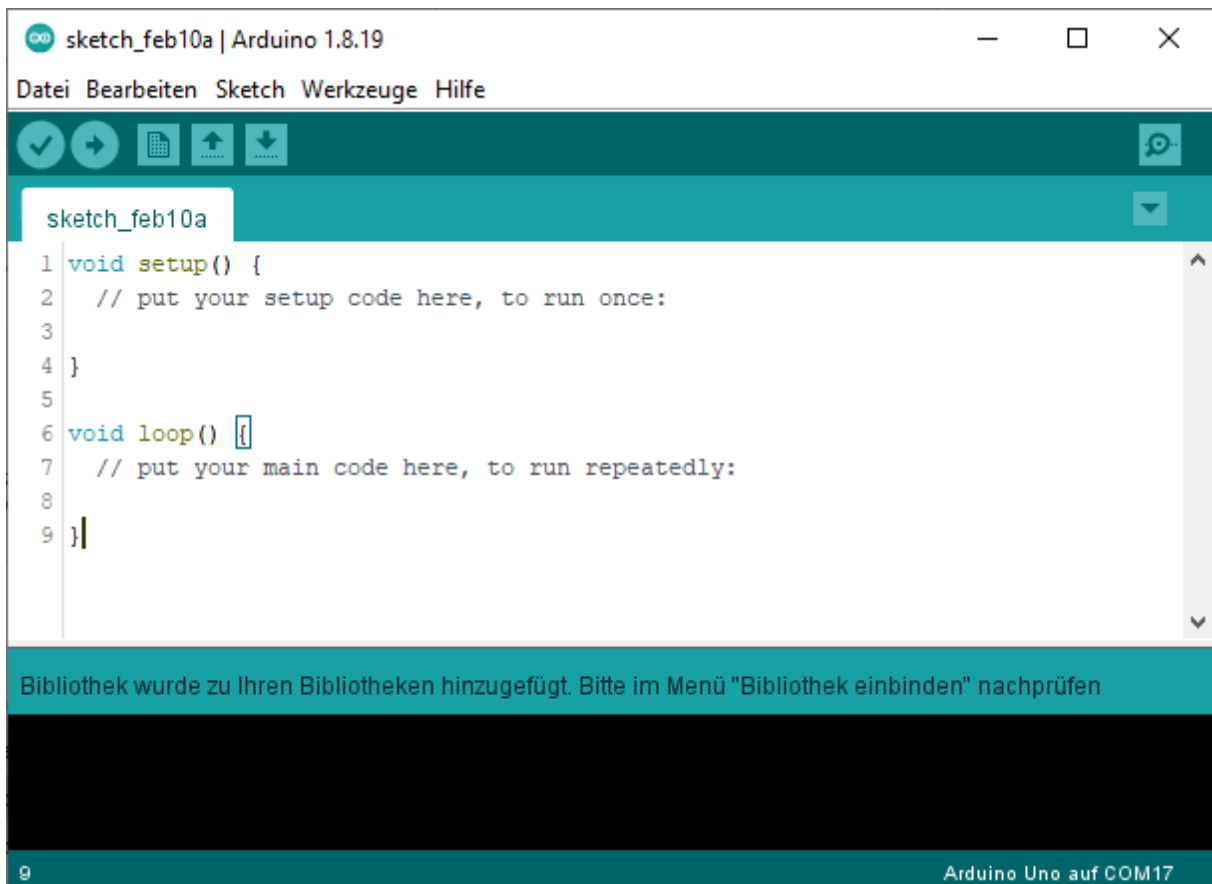 sketch_feb10a | Arduino 1.8.19
Datei Bearbeiten Sketch Werkzeuge Hilfe
sketch_feb10a
1 void setup() {
2   // put your setup code here, to run once:
3
4 }
5
6 void loop() {
7   // put your main code here, to run repeatedly:
8
9 }
Bibliothek wurde zu Ihren Bibliotheken hinzugefügt. Bitte im Menü "Bibliothek einbinden" nachprüfen
9 Arduino Uno auf COM17